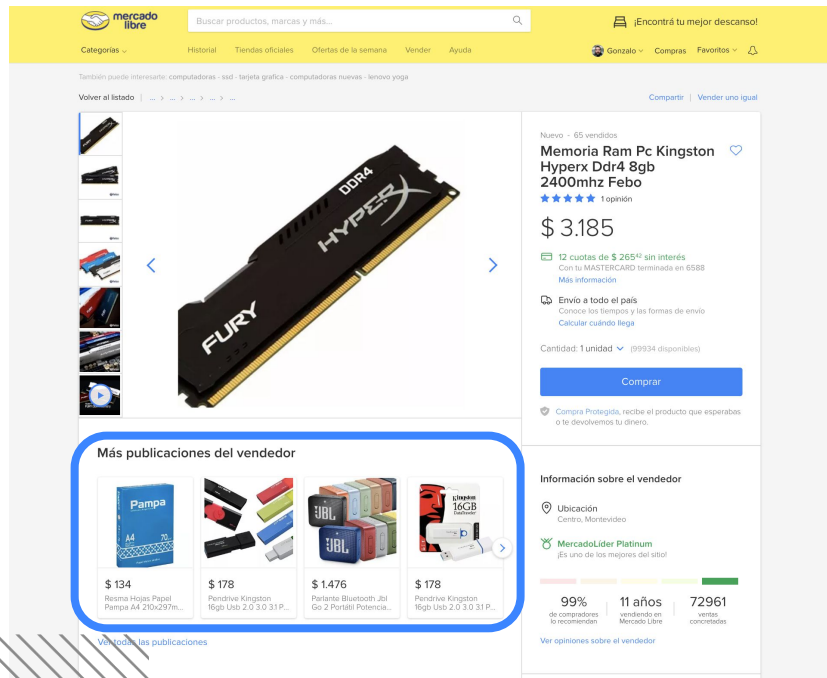 mercado
libre
Buscar productos, marcas y más...
¡Encontrá tu mejor descanso!
Categorías
Historial
Tiendas oficiales
Ofertas de la semana
Vender
Ayuda
Gonzalo
Compras
Favoritos
También puede interesarte: computadoras - ssd - tarjeta grafica - computadoras nuevas - lenovo yoga
Volver al listado | ... > ... > ... > ... > ...
Compartir | Vender uno igual
DDR4
HYPERX
FURY
Nuevo - 65 vendidos
Memoria Ram Pc Kingston
Hyperx Ddr4 8gb
2400mhz Febo
1 opinión
$ 3.185
12 cuotas de $ 265⁴² sin interés
Con tu MASTERCARD terminada en 6588
Más información
Envío a todo el país
Conoce los tiempos y las formas de envío
Calcular cuándo llega
Cantidad: 1 unidad (99934 disponibles)
Comprar
Compra Protegida, recibe el producto que esperabas
o te devolvemos tu dinero.
Más publicaciones del vendedor
Pampa
A4
70
JBL
JBL
Kingston
16GB
$ 134
Resma Hojas Papel
Pampa A4 210x297m...
$ 178
Pendrive Kingston
16gb Usb 2.0 3.0 3.1 P...
$ 1.476
Parlante Bluetooth Jbl
Go 2 Portátil Potencia...
$ 178
Pendrive Kingston
16gb Usb 2.0 3.0 3.1 P...
Ver todas las publicaciones
Información sobre el vendedor
Ubicación
Centro, Montevideo
MercadoLíder Platinum
¡Es uno de los mejores del sitio!
99%
de compradores
lo recomiendan
11 años
vendiendo en
Mercado Libre
72961
ventas
concretadas
Ver opiniones sobre el vendedor